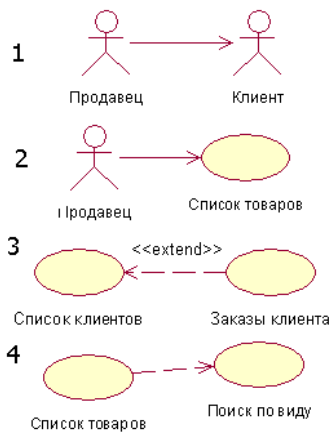 1
Продавец Клиент
2
Продавец Список товаров
3
<<extend>>
Список клиентов Заказы клиента
4
Список товаров Поиск по виду